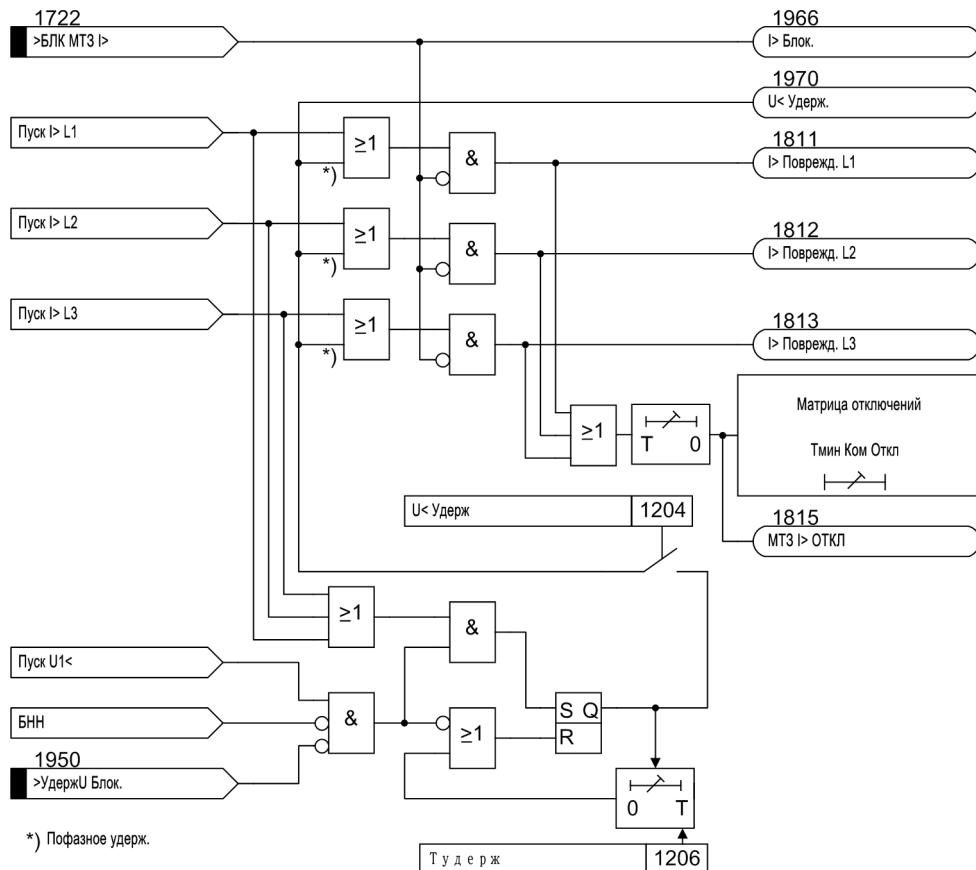 1722
>БЛК МТЗ I>
1966
I> Блок.
1970
U< Удерж.
Пуск I> L1
≥1
*)
&
1811
I> Поврежд. L1
Пуск I> L2
≥1
*)
&
1812
I> Поврежд. L2
Пуск I> L3
≥1
*)
&
1813
I> Поврежд. L3
≥1
T 0
Матрица отключений
Тмин Ком Откл
U< Удерж 1204
1815
МТЗ I> ОТКЛ
≥1
&
Пуск U1<
БНН
&
≥1
S Q
R
1950
>УдержU Блок.
0 T
*) Пофазное удерж.
Тудерж 1206